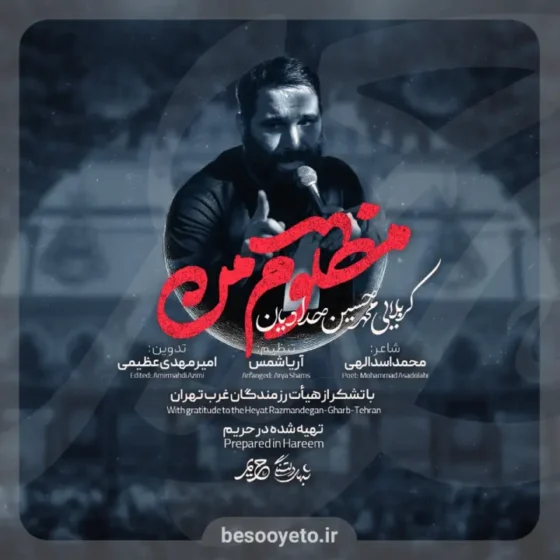 مظلوم من
کربلایی محمدحسین حدادیان
شاعر:
محمد اسدالهی
Poet: Mohammad Asadolahi
تنظیم:
آریا شمس
Arranged: Arya Shams
تدوین:
امیرمهدی عظیمی
Edited: Amirmahdi Azimi
با تشکر از هیأت رزمندگان غرب تهران
With gratitude to the Heyat Razmandegan-Gharb-Tehran
تهیه شده در حریم
Prepared in Hareem
حریم
besooyeto.ir